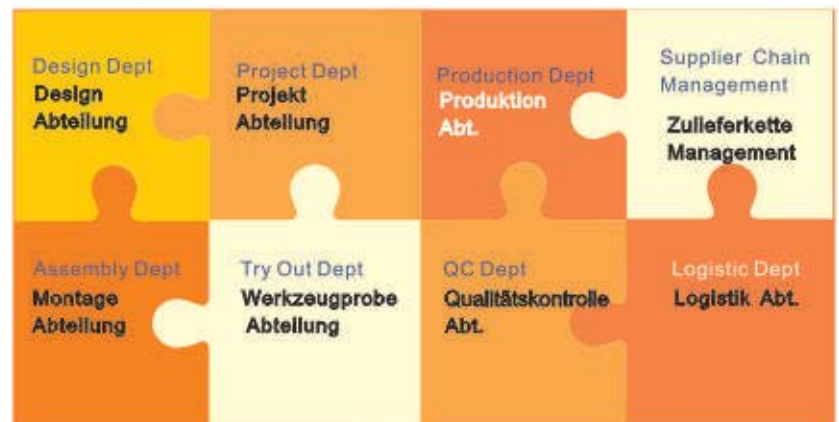 Design Dept
Design
Abteilung
Project Dept
Projekt
Abteilung
Production Dept
Produktion
Abt.
Supplier Chain
Management
Zulieferkette
Management
Assembly Dept
Montage
Abteilung
Try Out Dept
Werkzeugprobe
Abteilung
QC Dept
Qualitätskontrolle
Abt.
Logistic Dept
Logistik Abt.